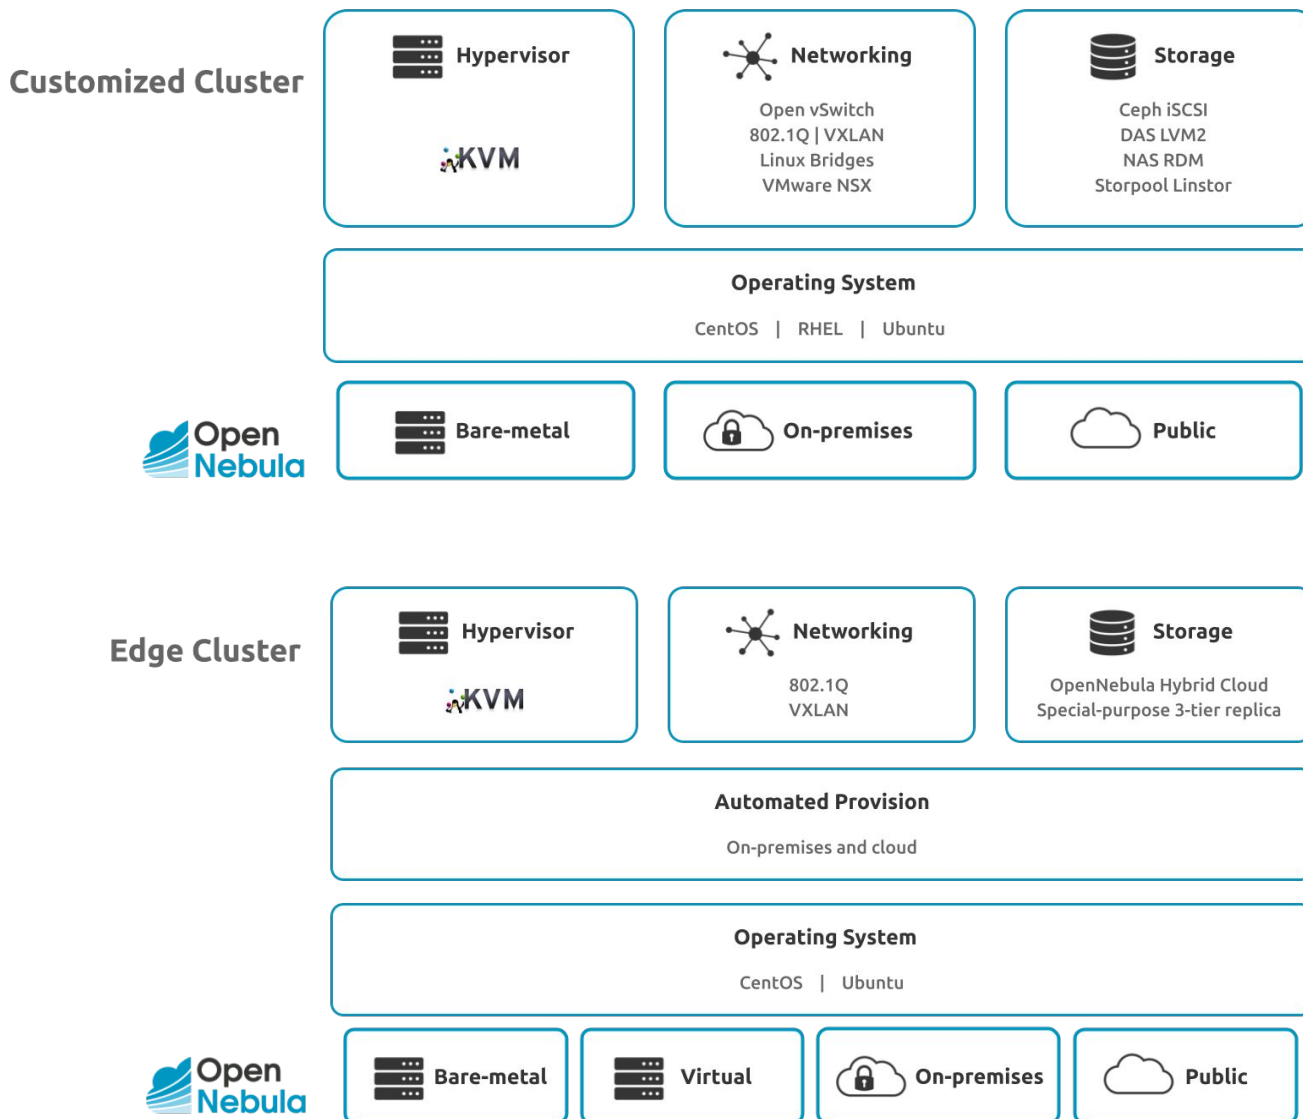 Customized Cluster
Hypervisor
KVM
Networking
Open vSwitch
802.1Q | VXLAN
Linux Bridges
VMware NSX
Storage
Ceph iSCSI
DAS LVM2
NAS RDM
Storpool Linstor
Operating System
CentOS | RHEL | Ubuntu
Open
Nebula
Bare-metal
On-premises
Public
Edge Cluster
Hypervisor
KVM
Networking
802.1Q
VXLAN
Storage
OpenNebula Hybrid Cloud
Special-purpose 3-tier replica
Automated Provision
On-premises and cloud
Operating System
CentOS | Ubuntu
Open
Nebula
Bare-metal
Virtual
On-premises
Public